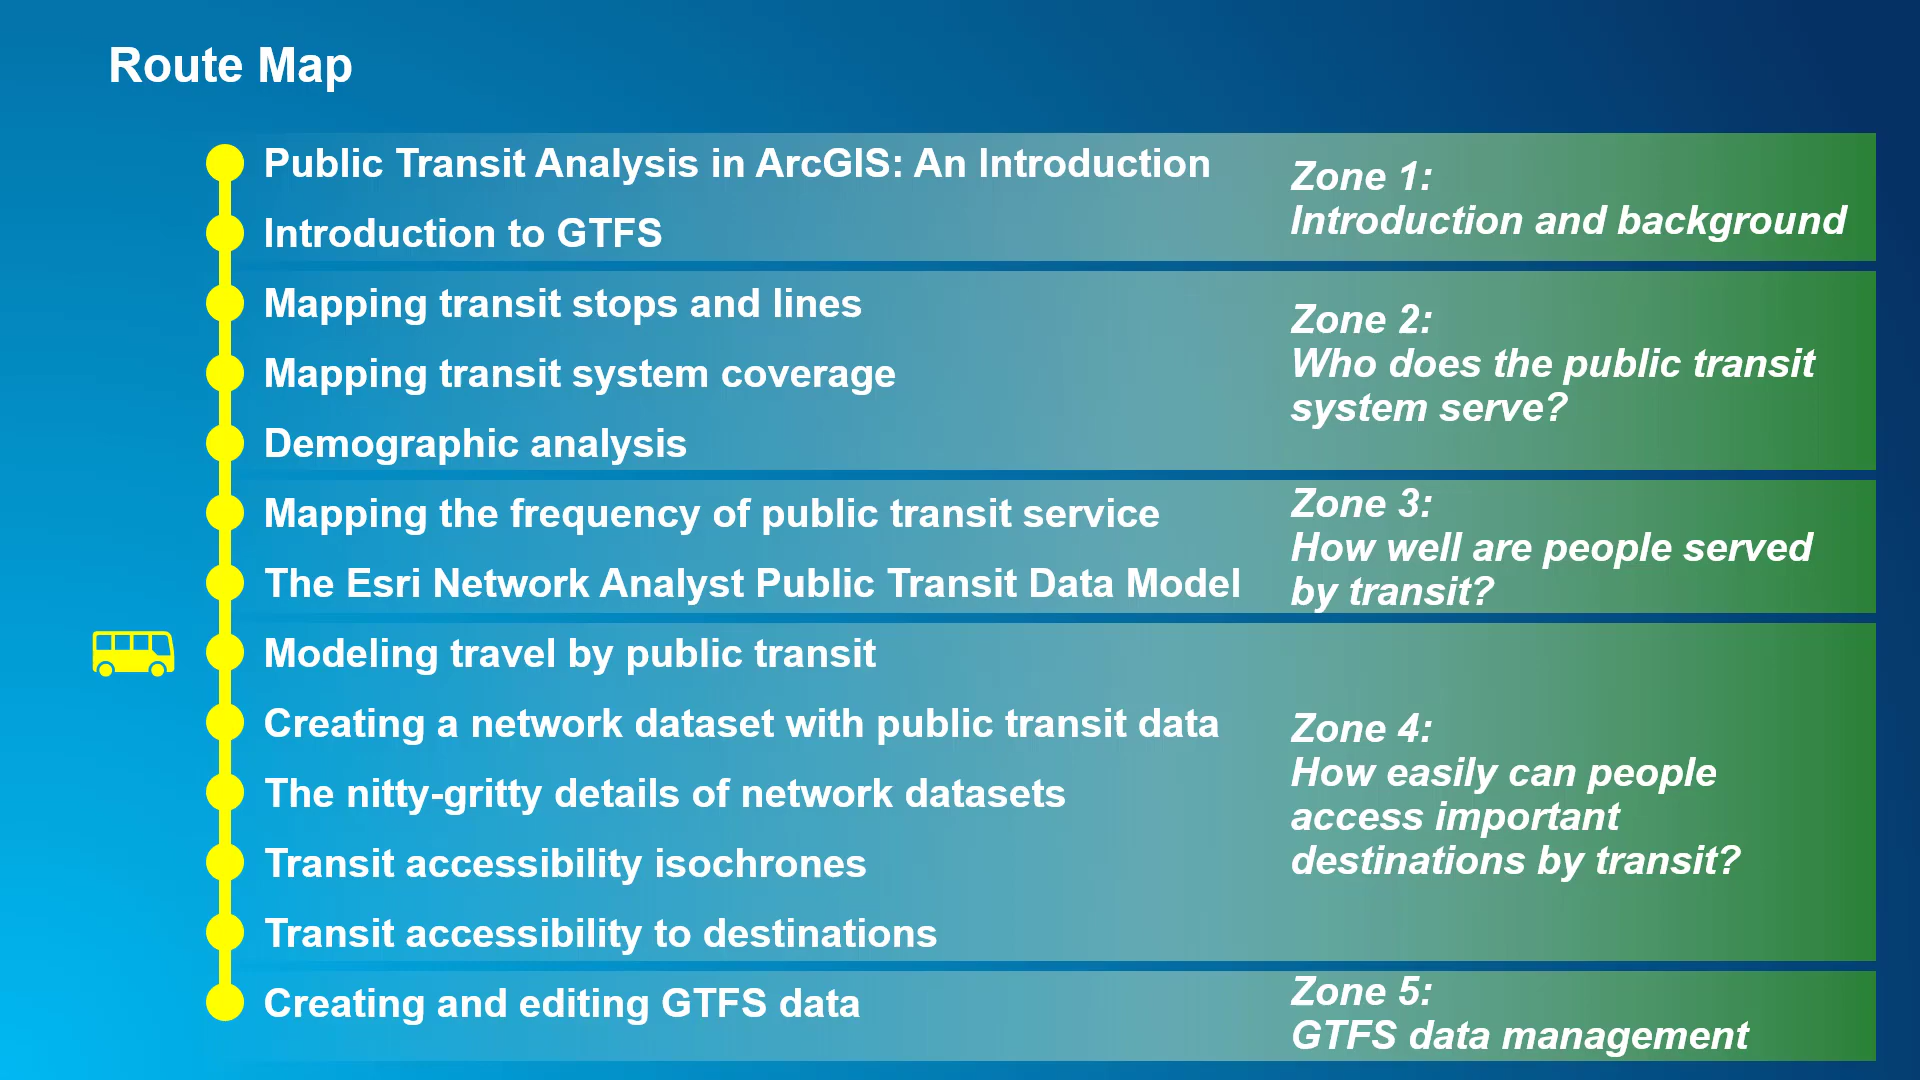 Route Map
Public Transit Analysis in ArcGIS: An Introduction
Introduction to GTFS
Zone 1:
Introduction and background
Mapping transit stops and lines
Mapping transit system coverage
Demographic analysis
Zone 2:
Who does the public transit
system serve?
Mapping the frequency of public transit service
The Esri Network Analyst Public Transit Data Model
Zone 3:
How well are people served
by transit?
Modeling travel by public transit
Creating a network dataset with public transit data
The nitty-gritty details of network datasets
Transit accessibility isochrones
Transit accessibility to destinations
Zone 4:
How easily can people
access important
destinations by transit?
Creating and editing GTFS data
Zone 5:
GTFS data management